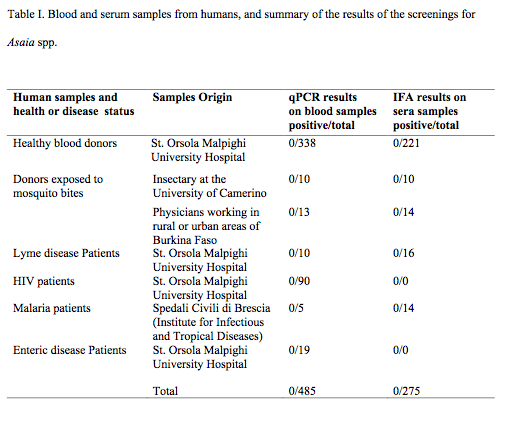 Table I. Blood and serum samples from humans, and summary of the results of the screenings for
Asaia spp.
Human samples and health or disease status | Samples Origin | qPCR results on blood samples positive/total | IFA results on sera samples positive/total
Healthy blood donors | St. Orsola Malpighi University Hospital | 0/338 | 0/221
Donors exposed to mosquito bites | Insectary at the University of Camerino | 0/10 | 0/10
Physicians working in rural or urban areas of Burkina Faso | 0/13 | 0/14
Lyme disease Patients | St. Orsola Malpighi University Hospital | 0/10 | 0/16
HIV patients | St. Orsola Malpighi University Hospital | 0/90 | 0/0
Malaria patients | Spedali Civili di Brescia (Institute for Infectious and Tropical Diseases) | 0/5 | 0/14
Enteric disease Patients | St. Orsola Malpighi University Hospital | 0/19 | 0/0
Total | 0/485 | 0/275